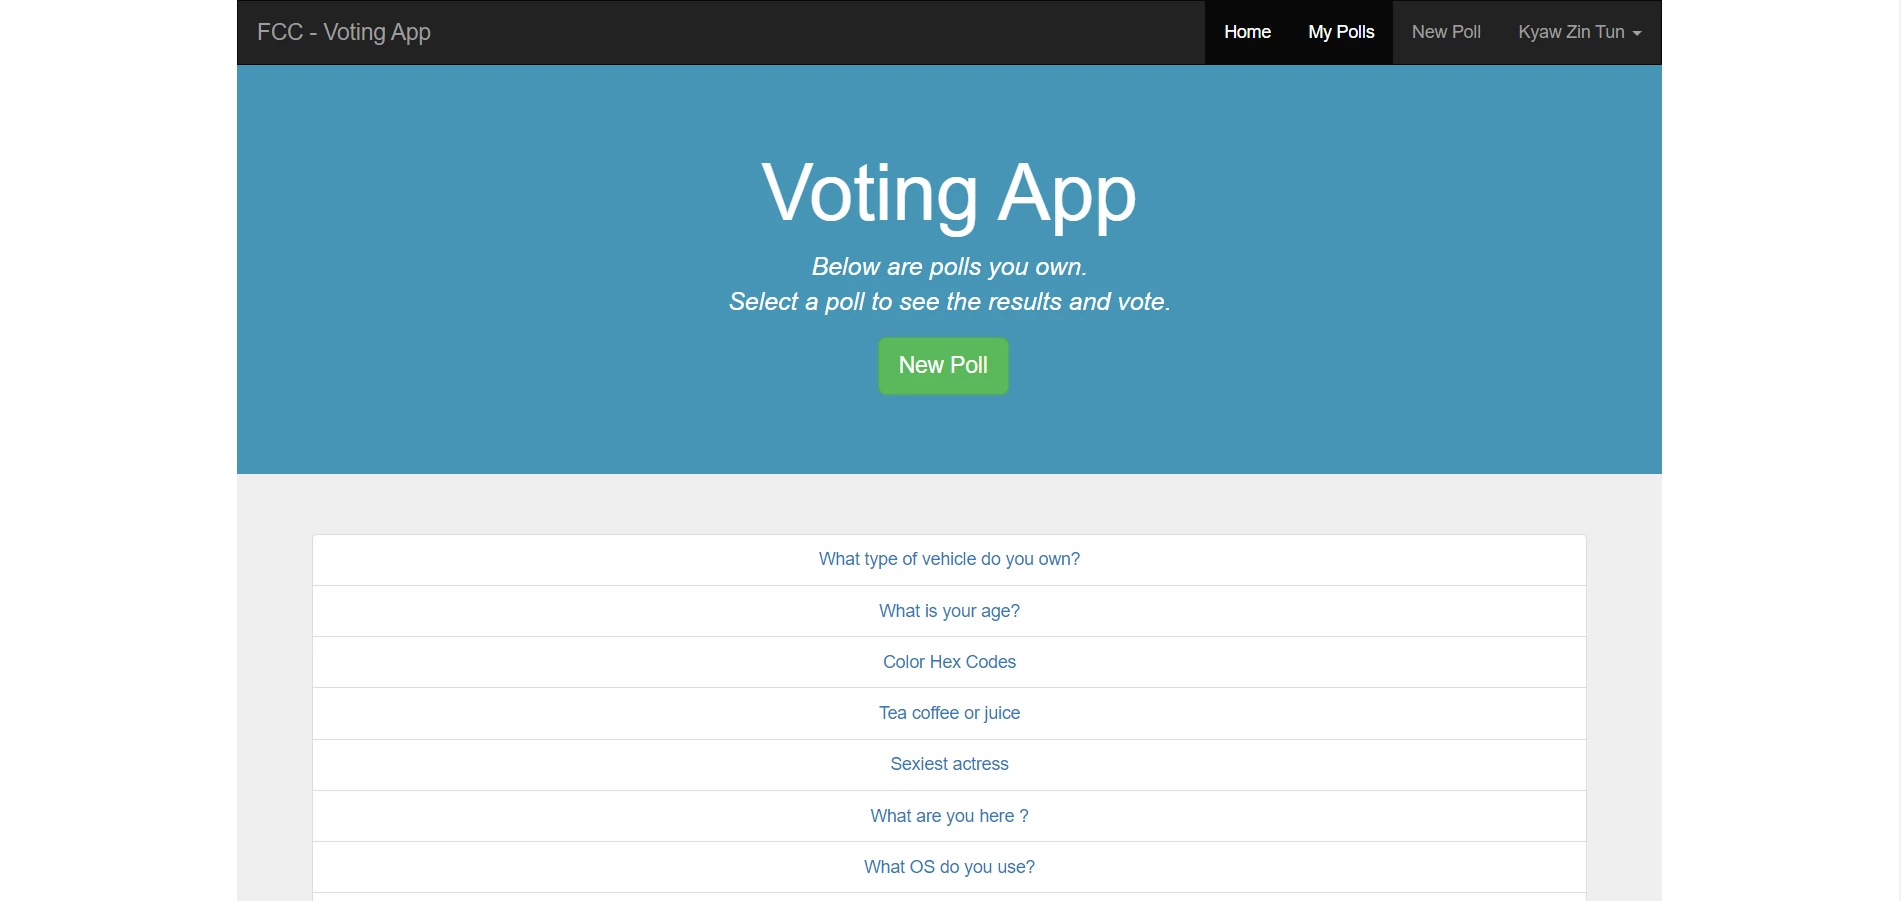 FCC - Voting App
Home
My Polls
New Poll
Kyaw Zin Tun
Voting App
Below are polls you own.
Select a poll to see the results and vote.
New Poll
What type of vehicle do you own?
What is your age?
Color Hex Codes
Tea coffee or juice
Sexiest actress
What are you here ?
What OS do you use?